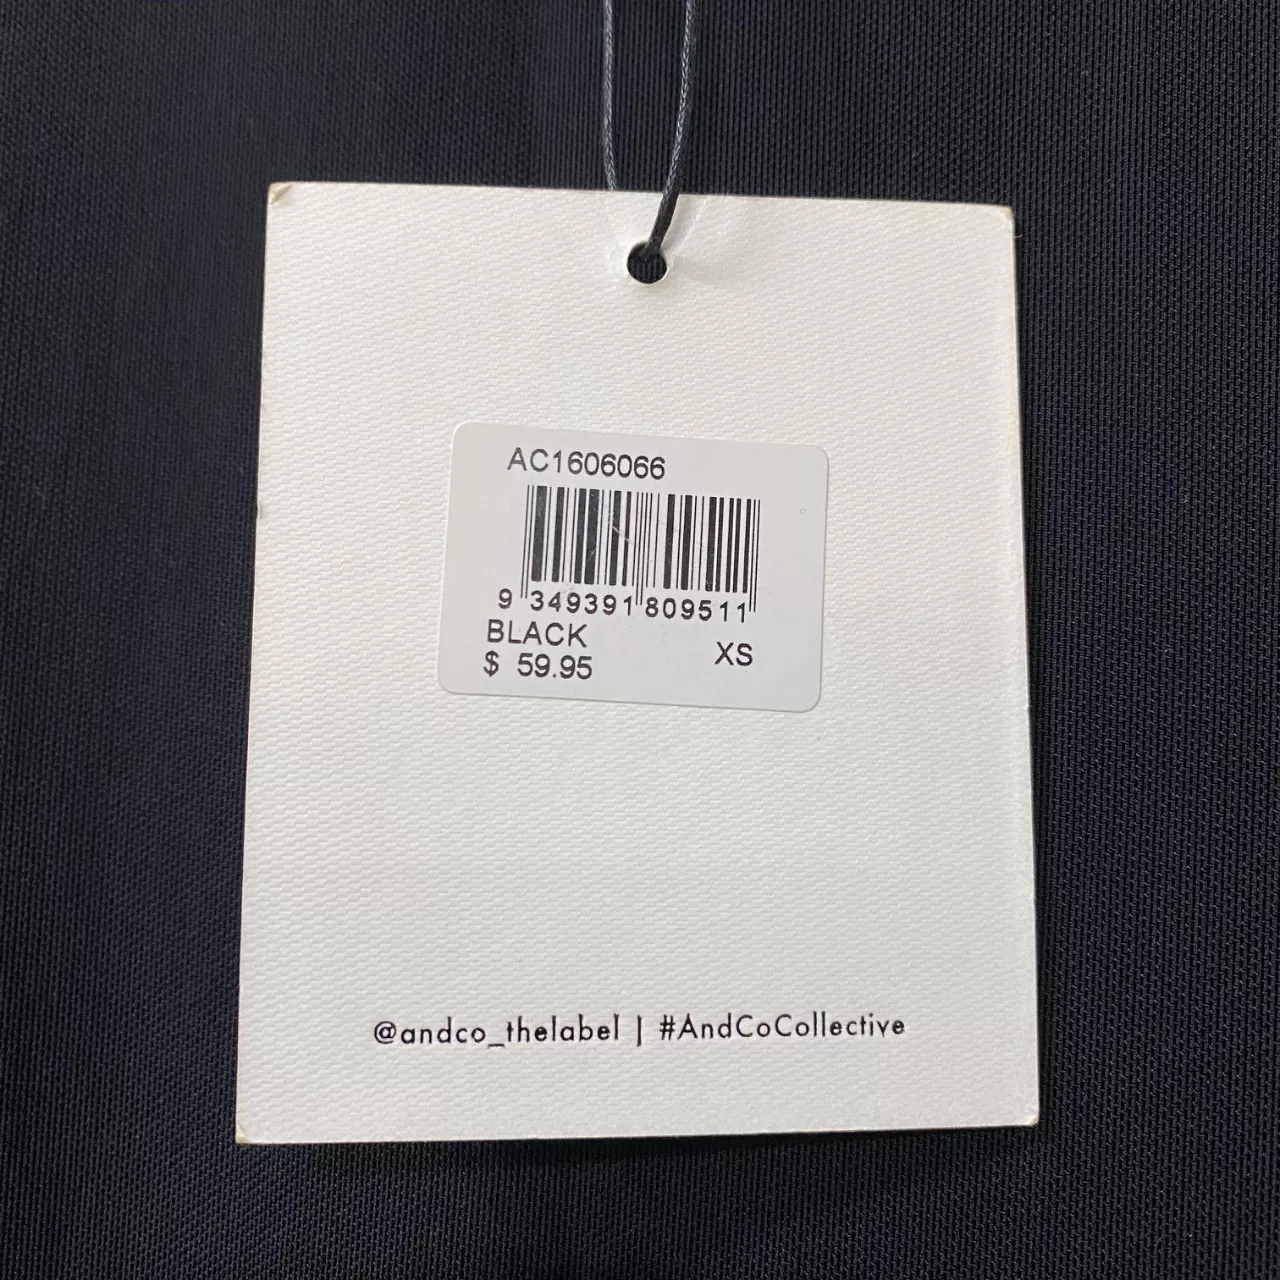 AC1606066
9 349391 809511
BLACK
XS
$ 59.95
@andco_thelabel | #AndCoCollective